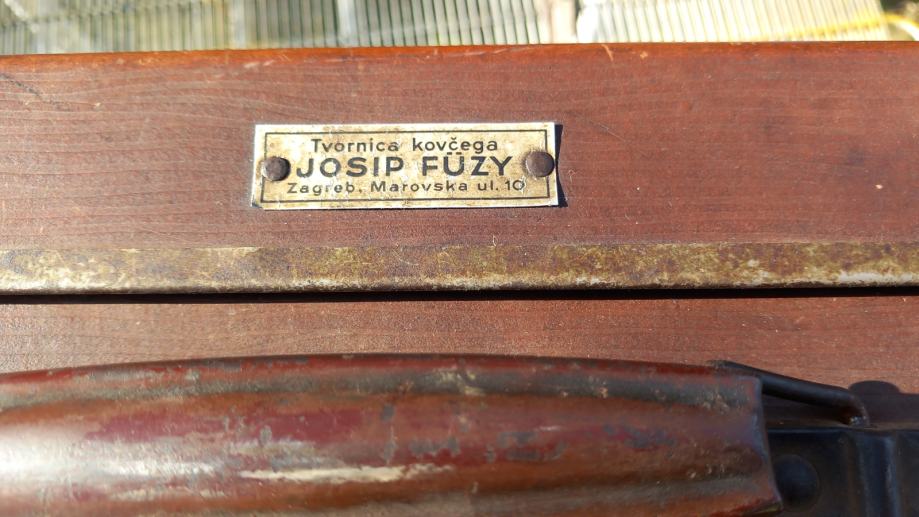 Tvornica kovčega
JOSIP FÜZY
Zagreb, Marovska ul. 10